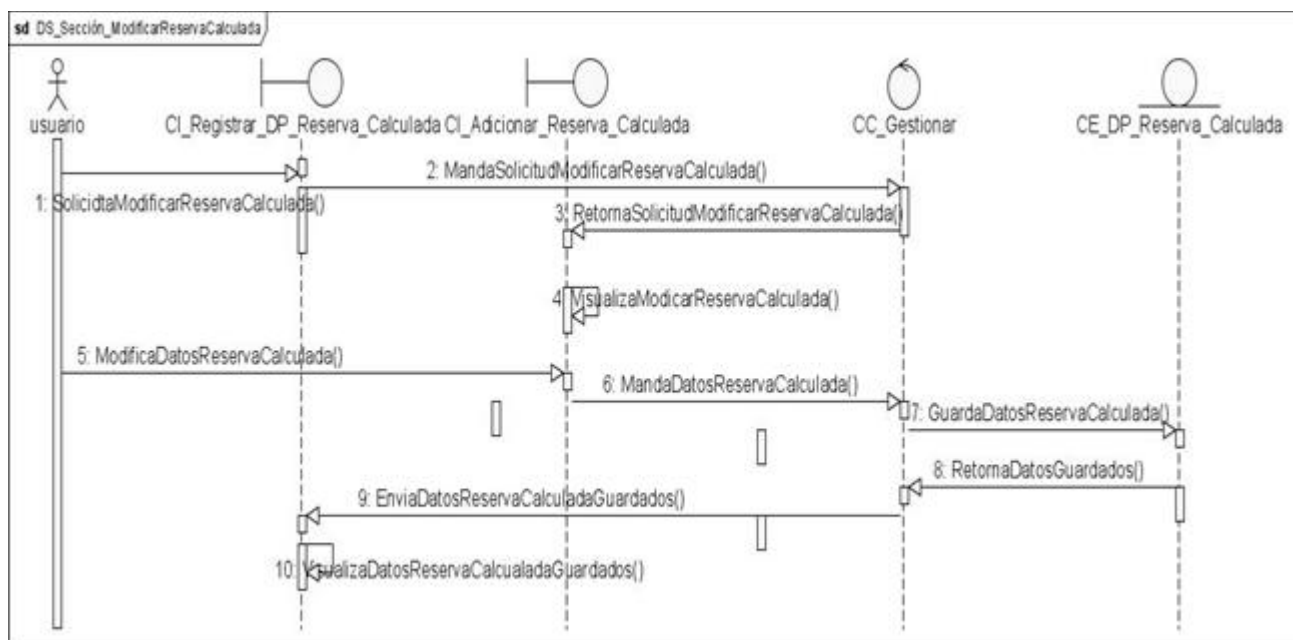 sd DS_Sección_ModificarReservaCalculada
usuario
CI_Registrar_DP_Reserva_Calculada
CI_Adicionar_Reserva_Calculada
CC_Gestionar
CE_DP_Reserva_Calculada
2: MandaSolicitudModificarReservaCalculada()
1: SolicidtaModificarReservaCalculada()
3: RetornaSolicitudModificarReservaCalculada()
4: VisualizaModicarReservaCalculada()
5: ModificaDatosReservaCalculada()
6: MandaDatosReservaCalculada()
7: GuardaDatosReservaCalculada()
8: RetornaDatosGuardados()
9: EnviaDatosReservaCalculadaGuardados()
10: VisualizaDatosReservaCalcualadaGuardados()